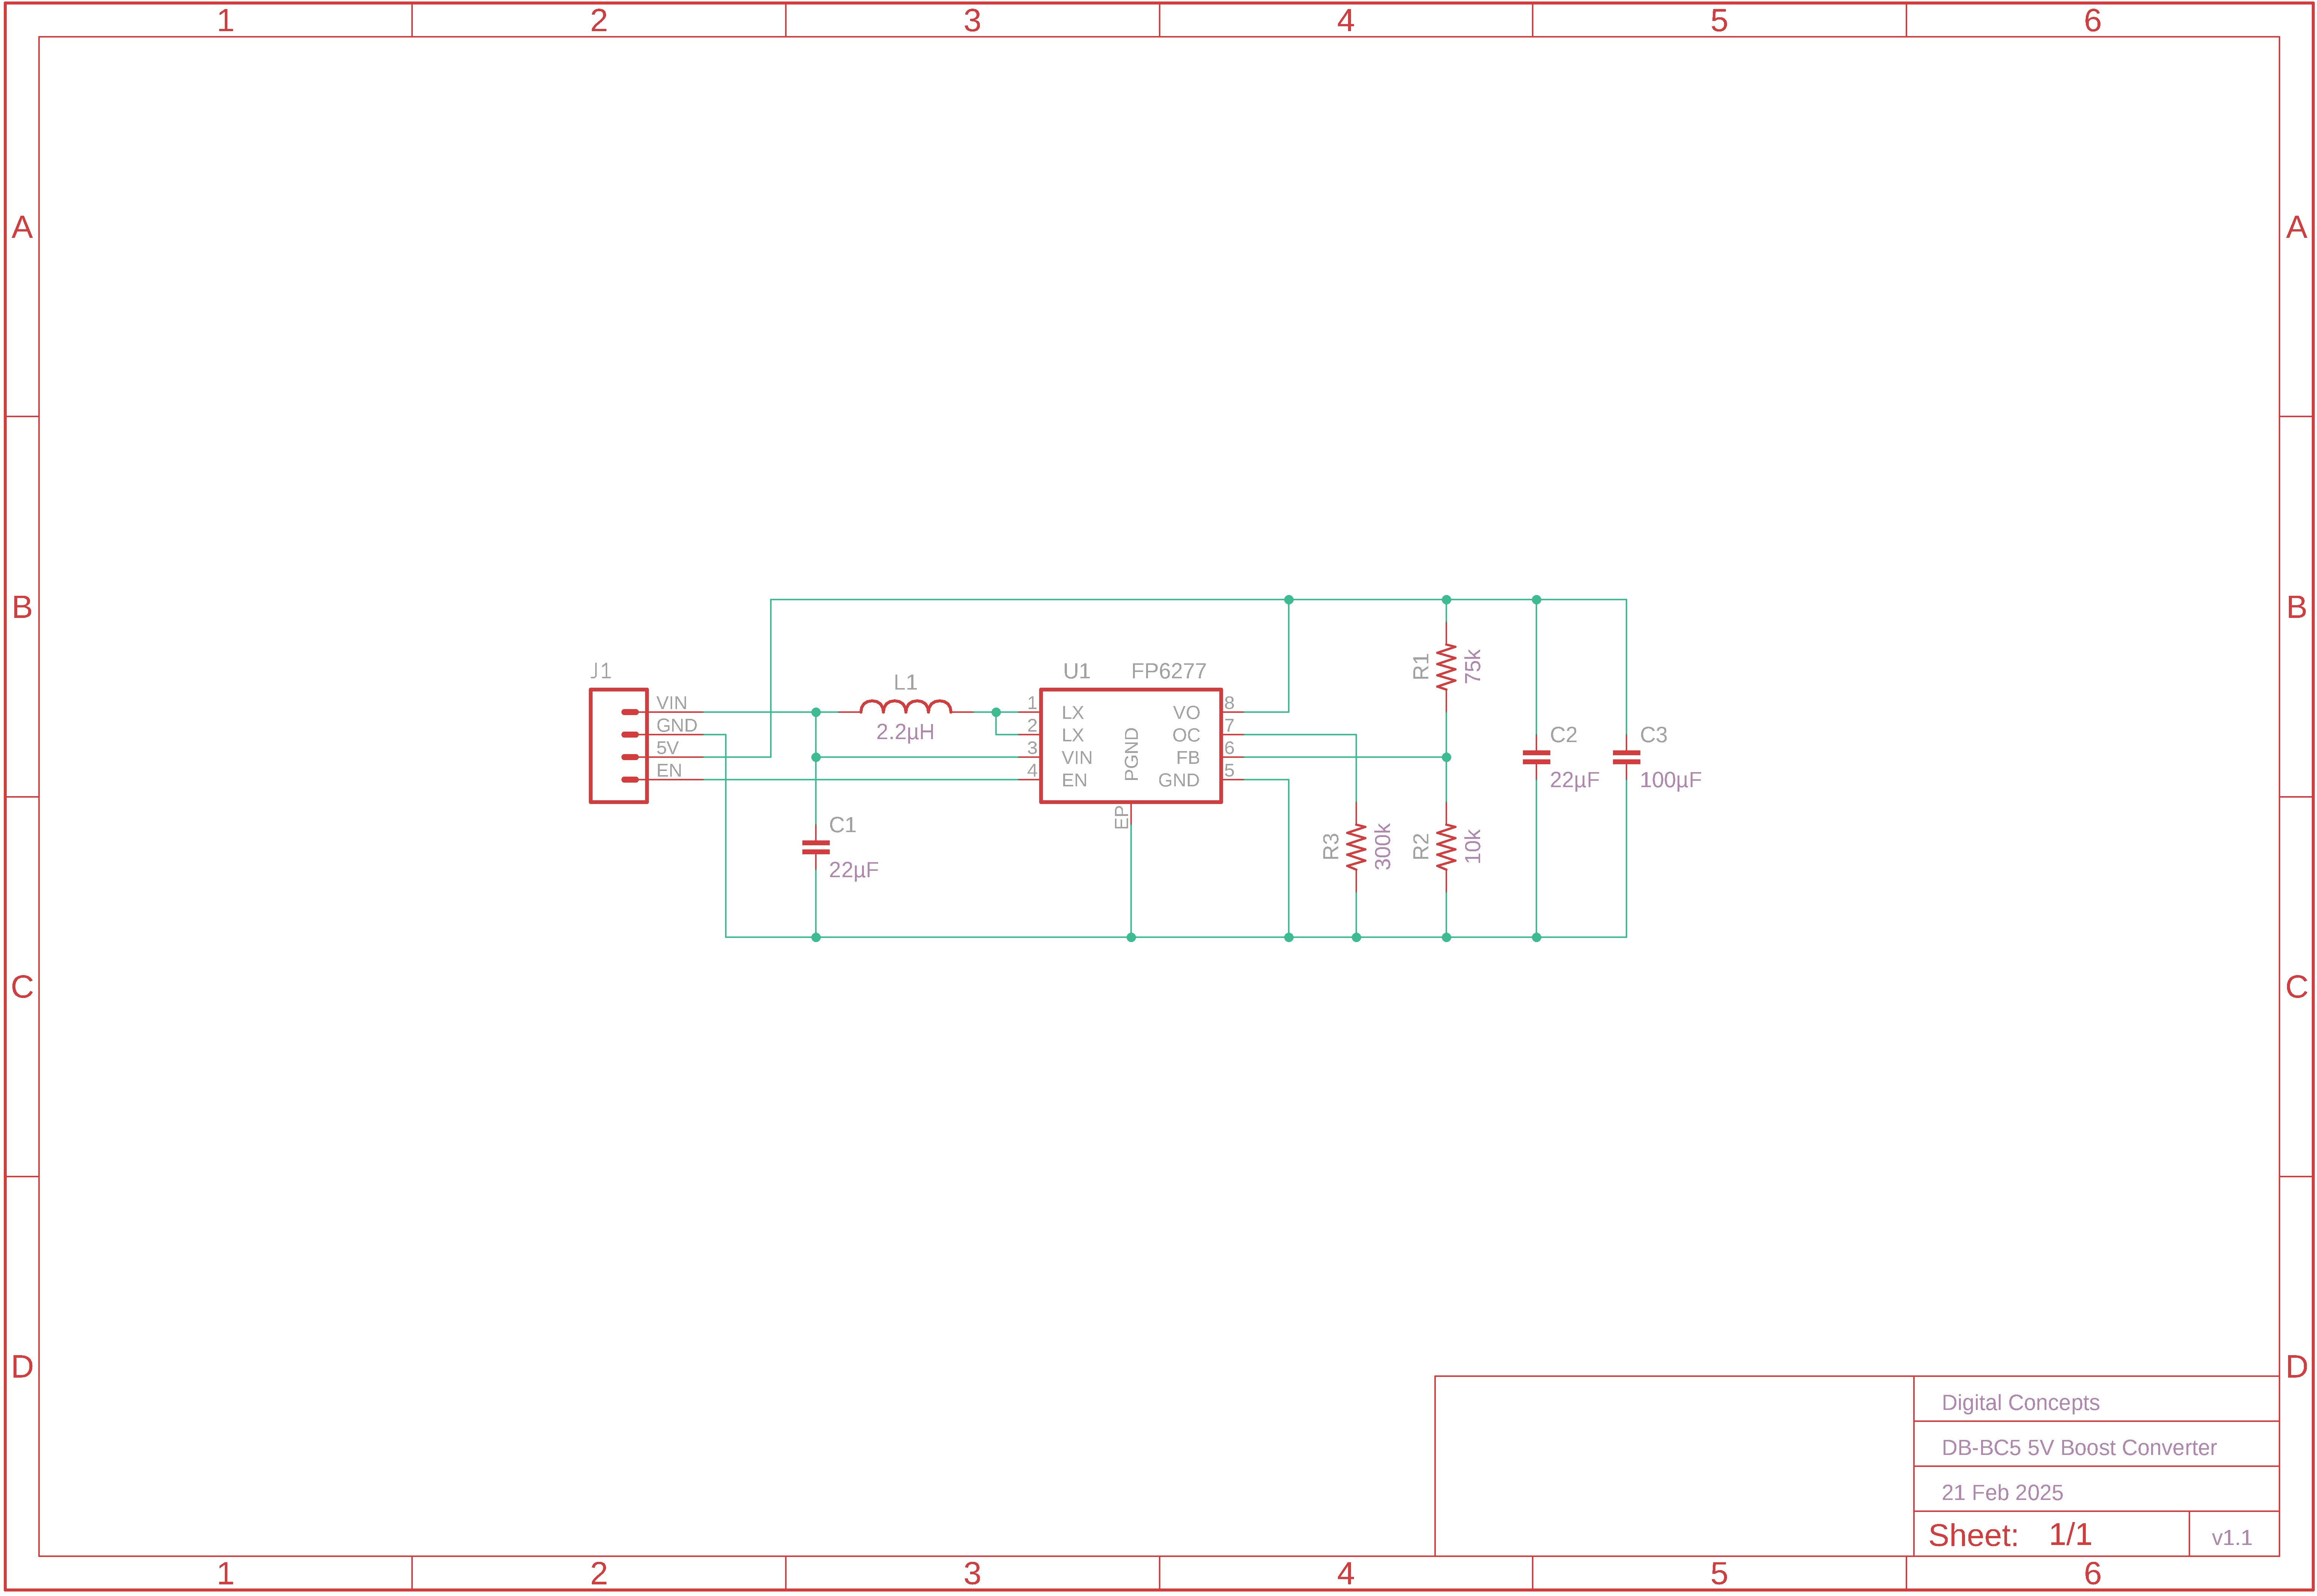 1 2 3 4 5 6
A A
B B
J1
VIN
GND
5V
EN
L1
2.2µH
C1
22µF
U1 FP6277
1 LX
2 LX
3 VIN
4 EN
PGND
EP
VO 8
OC 7
FB 6
GND 5
R1 75k
R3 300k
R2 10k
C2
22µF
C3
100µF
C C
D D
Digital Concepts
DB-BC5 5V Boost Converter
21 Feb 2025
Sheet: 1/1 v1.1
1 2 3 4 5 6